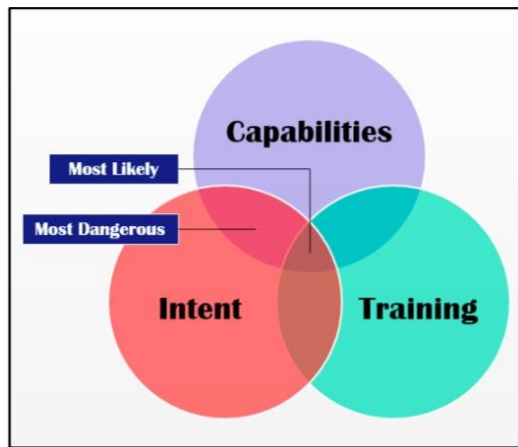 Capabilities
Most Likely
Most Dangerous
Intent
Training